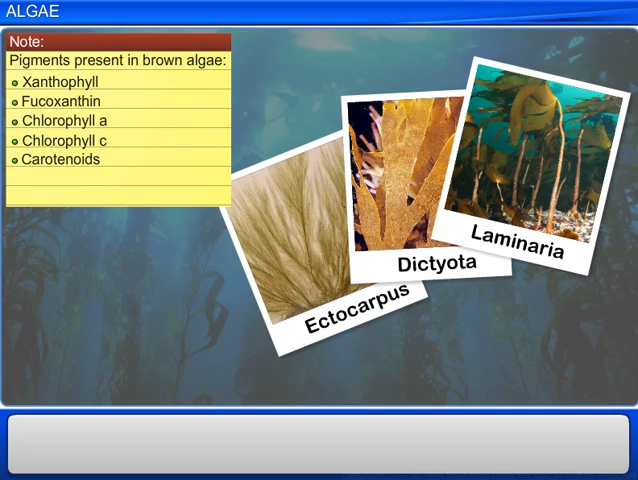 ALGAE
Note:
Pigments present in brown algae:
Xanthophyll
Fucoxanthin
Chlorophyll a
Chlorophyll c
Carotenoids
Laminaria
Dictyota
Ectocarpus